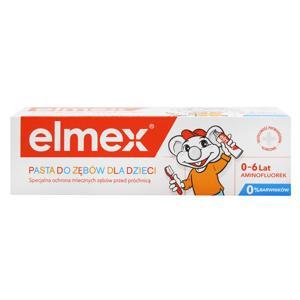 elmex
PASTA DO ZĘBÓW DLA DZIECI
Specjalna ochrona mlecznych zębów przed próchnicą
0-6 Lat
AMINOFLUOREK
0% BARWNIKÓW